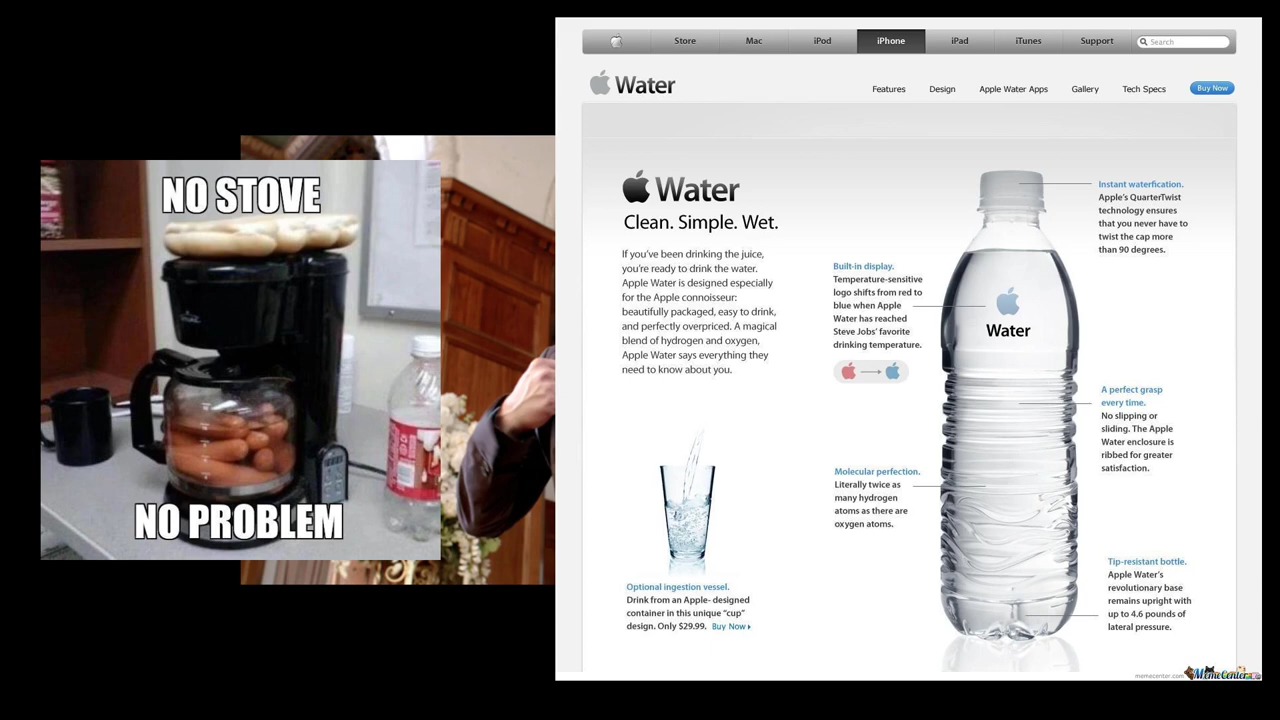 NO STOVE
NO PROBLEM
Store
Mac
iPod
iPhone
iPad
iTunes
Support
Search
Water
Features
Design
Apple Water Apps
Gallery
Tech Specs
Buy Now
Water
Clean. Simple. Wet.
If you've been drinking the juice,
you're ready to drink the water.
Apple Water is designed especially
for the Apple connoisseur:
beautifully packaged, easy to drink,
and perfectly overpriced. A magical
blend of hydrogen and oxygen,
Apple Water says everything they
need to know about you.
Optional ingestion vessel.
Drink from an Apple- designed
container in this unique “cup”
design. Only $29.99. Buy Now
Built-in display.
Temperature-sensitive
logo shifts from red to
blue when Apple
Water has reached
Steve Jobs' favorite
drinking temperature.
Molecular perfection.
Literally twice as
many hydrogen
atoms as there are
oxygen atoms.
Water
Instant waterfication.
Apple's QuarterTwist
technology ensures
that you never have to
twist the cap more
than 90 degrees.
A perfect grasp
every time.
No slipping or
sliding. The Apple
Water enclosure is
ribbed for greater
satisfaction.
Tip-resistant bottle.
Apple Water's
revolutionary base
remains upright with
up to 4.6 pounds of
lateral pressure.
memecenter.com MemeCenter